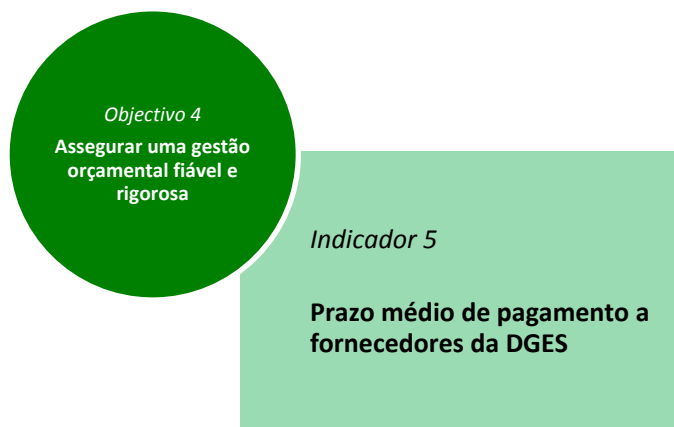 Objectivo 4
Assegurar uma gestão
orçamental fiável e
rigorosa
Indicador 5
Prazo médio de pagamento a
fornecedores da DGES